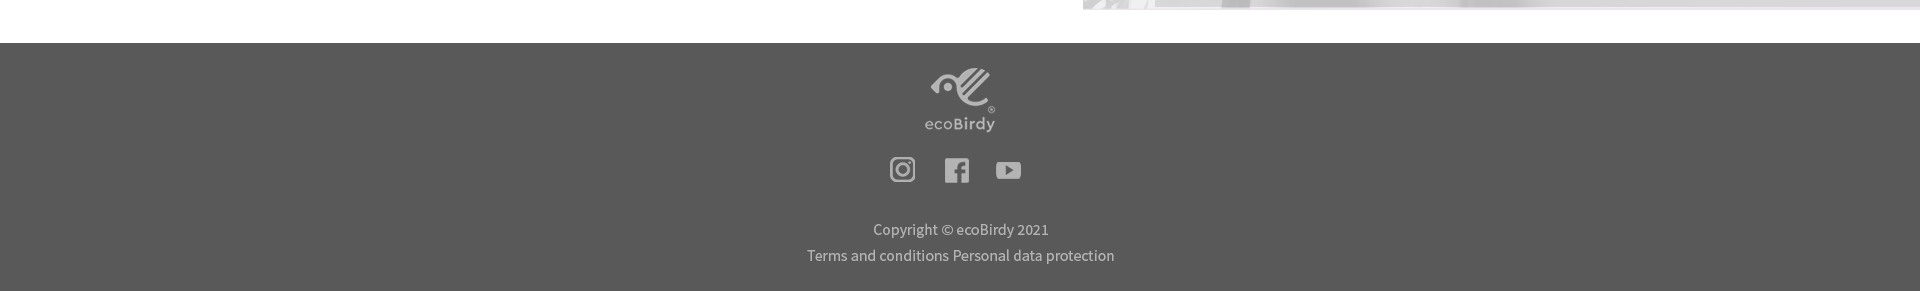 ecoBirdy®
Copyright © ecoBirdy 2021
Terms and conditions Personal data protection